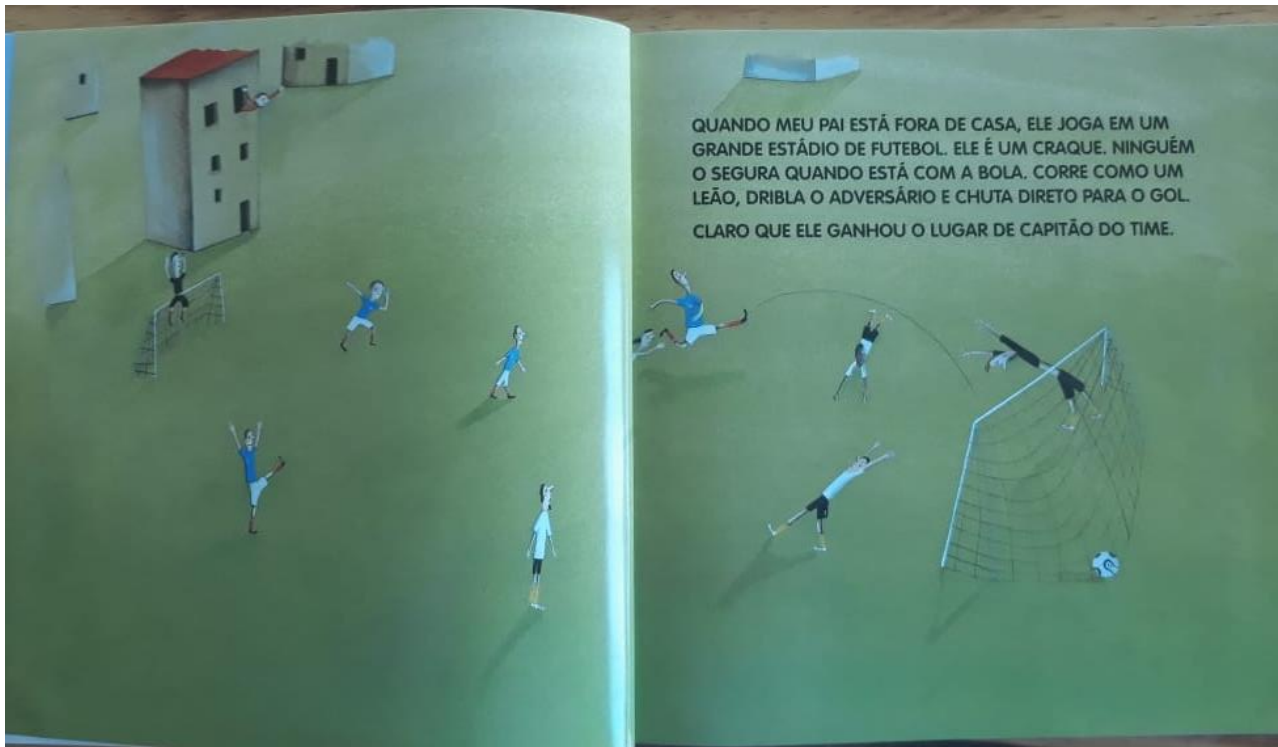 QUANDO MEU PAI ESTÁ FORA DE CASA, ELE JOGA EM UM
GRANDE ESTÁDIO DE FUTEBOL. ELE É UM CRAQUE. NINGUÉM
O SEGURA QUANDO ESTÁ COM A BOLA. CORRE COMO UM
LEÃO, DRIBLA O ADVERSÁRIO E CHUTA DIRETO PARA O GOL.
CLARO QUE ELE GANHOU O LUGAR DE CAPITÃO DO TIME.